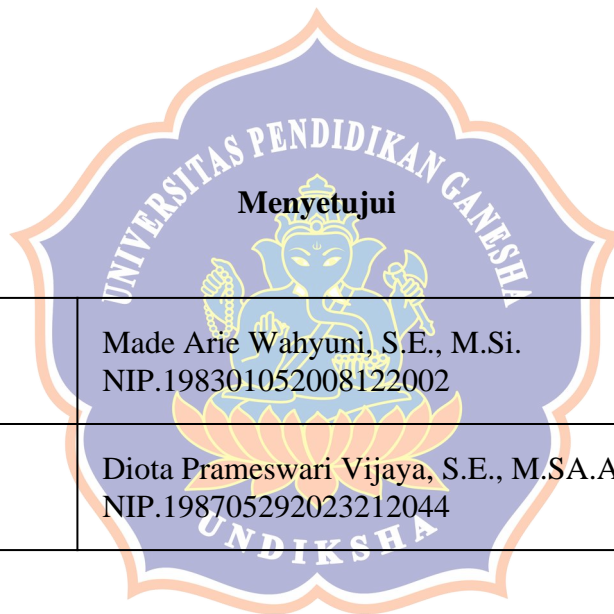 UNIVERSITAS PENDIDIKAN GANESHA
Menyetujui
Made Arie Wahyuni, S.E., M.Si.
NIP.198301052008122002
Diota Prameswari Vijaya, S.E., M.SA.A
NIP.198705292023212044
UNDIKSHA